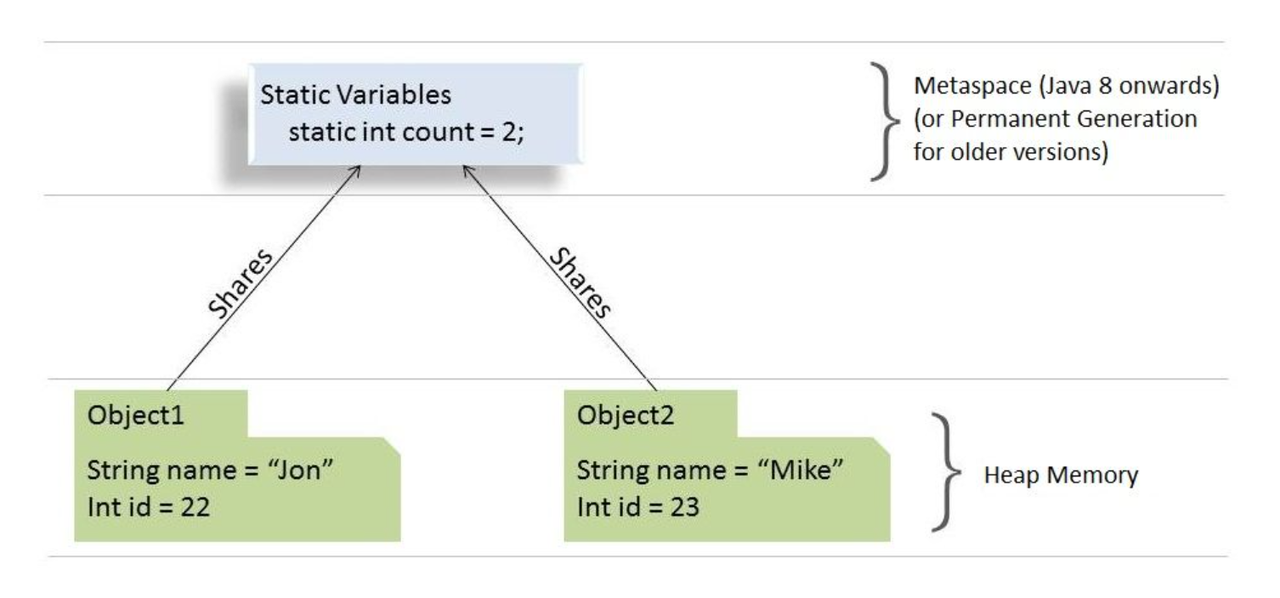 Static Variables
static int count = 2;
Metaspace (Java 8 onwards)
(or Permanent Generation
for older versions)
Shares
Shares
Object1
String name = “Jon”
Int id = 22
Object2
String name = “Mike”
Int id = 23
Heap Memory